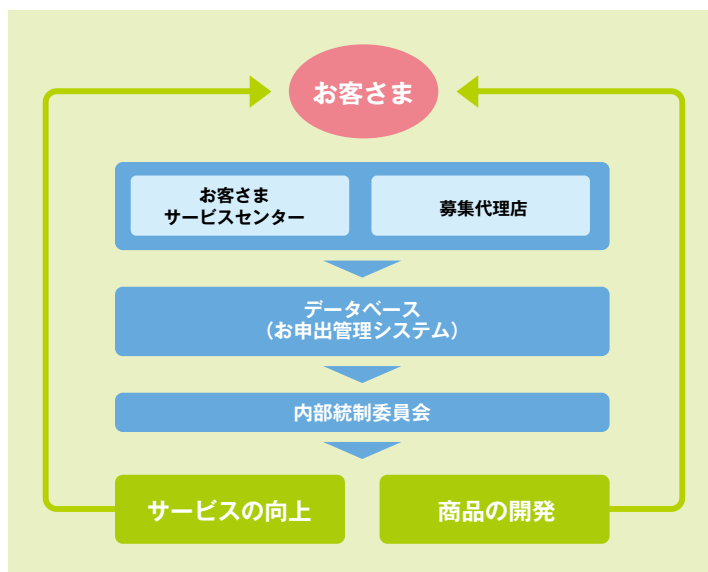 お客さま
お客さま
サービスセンター
募集代理店
データベース
（お申出管理システム）
内部統制委員会
サービスの向上
商品の開発